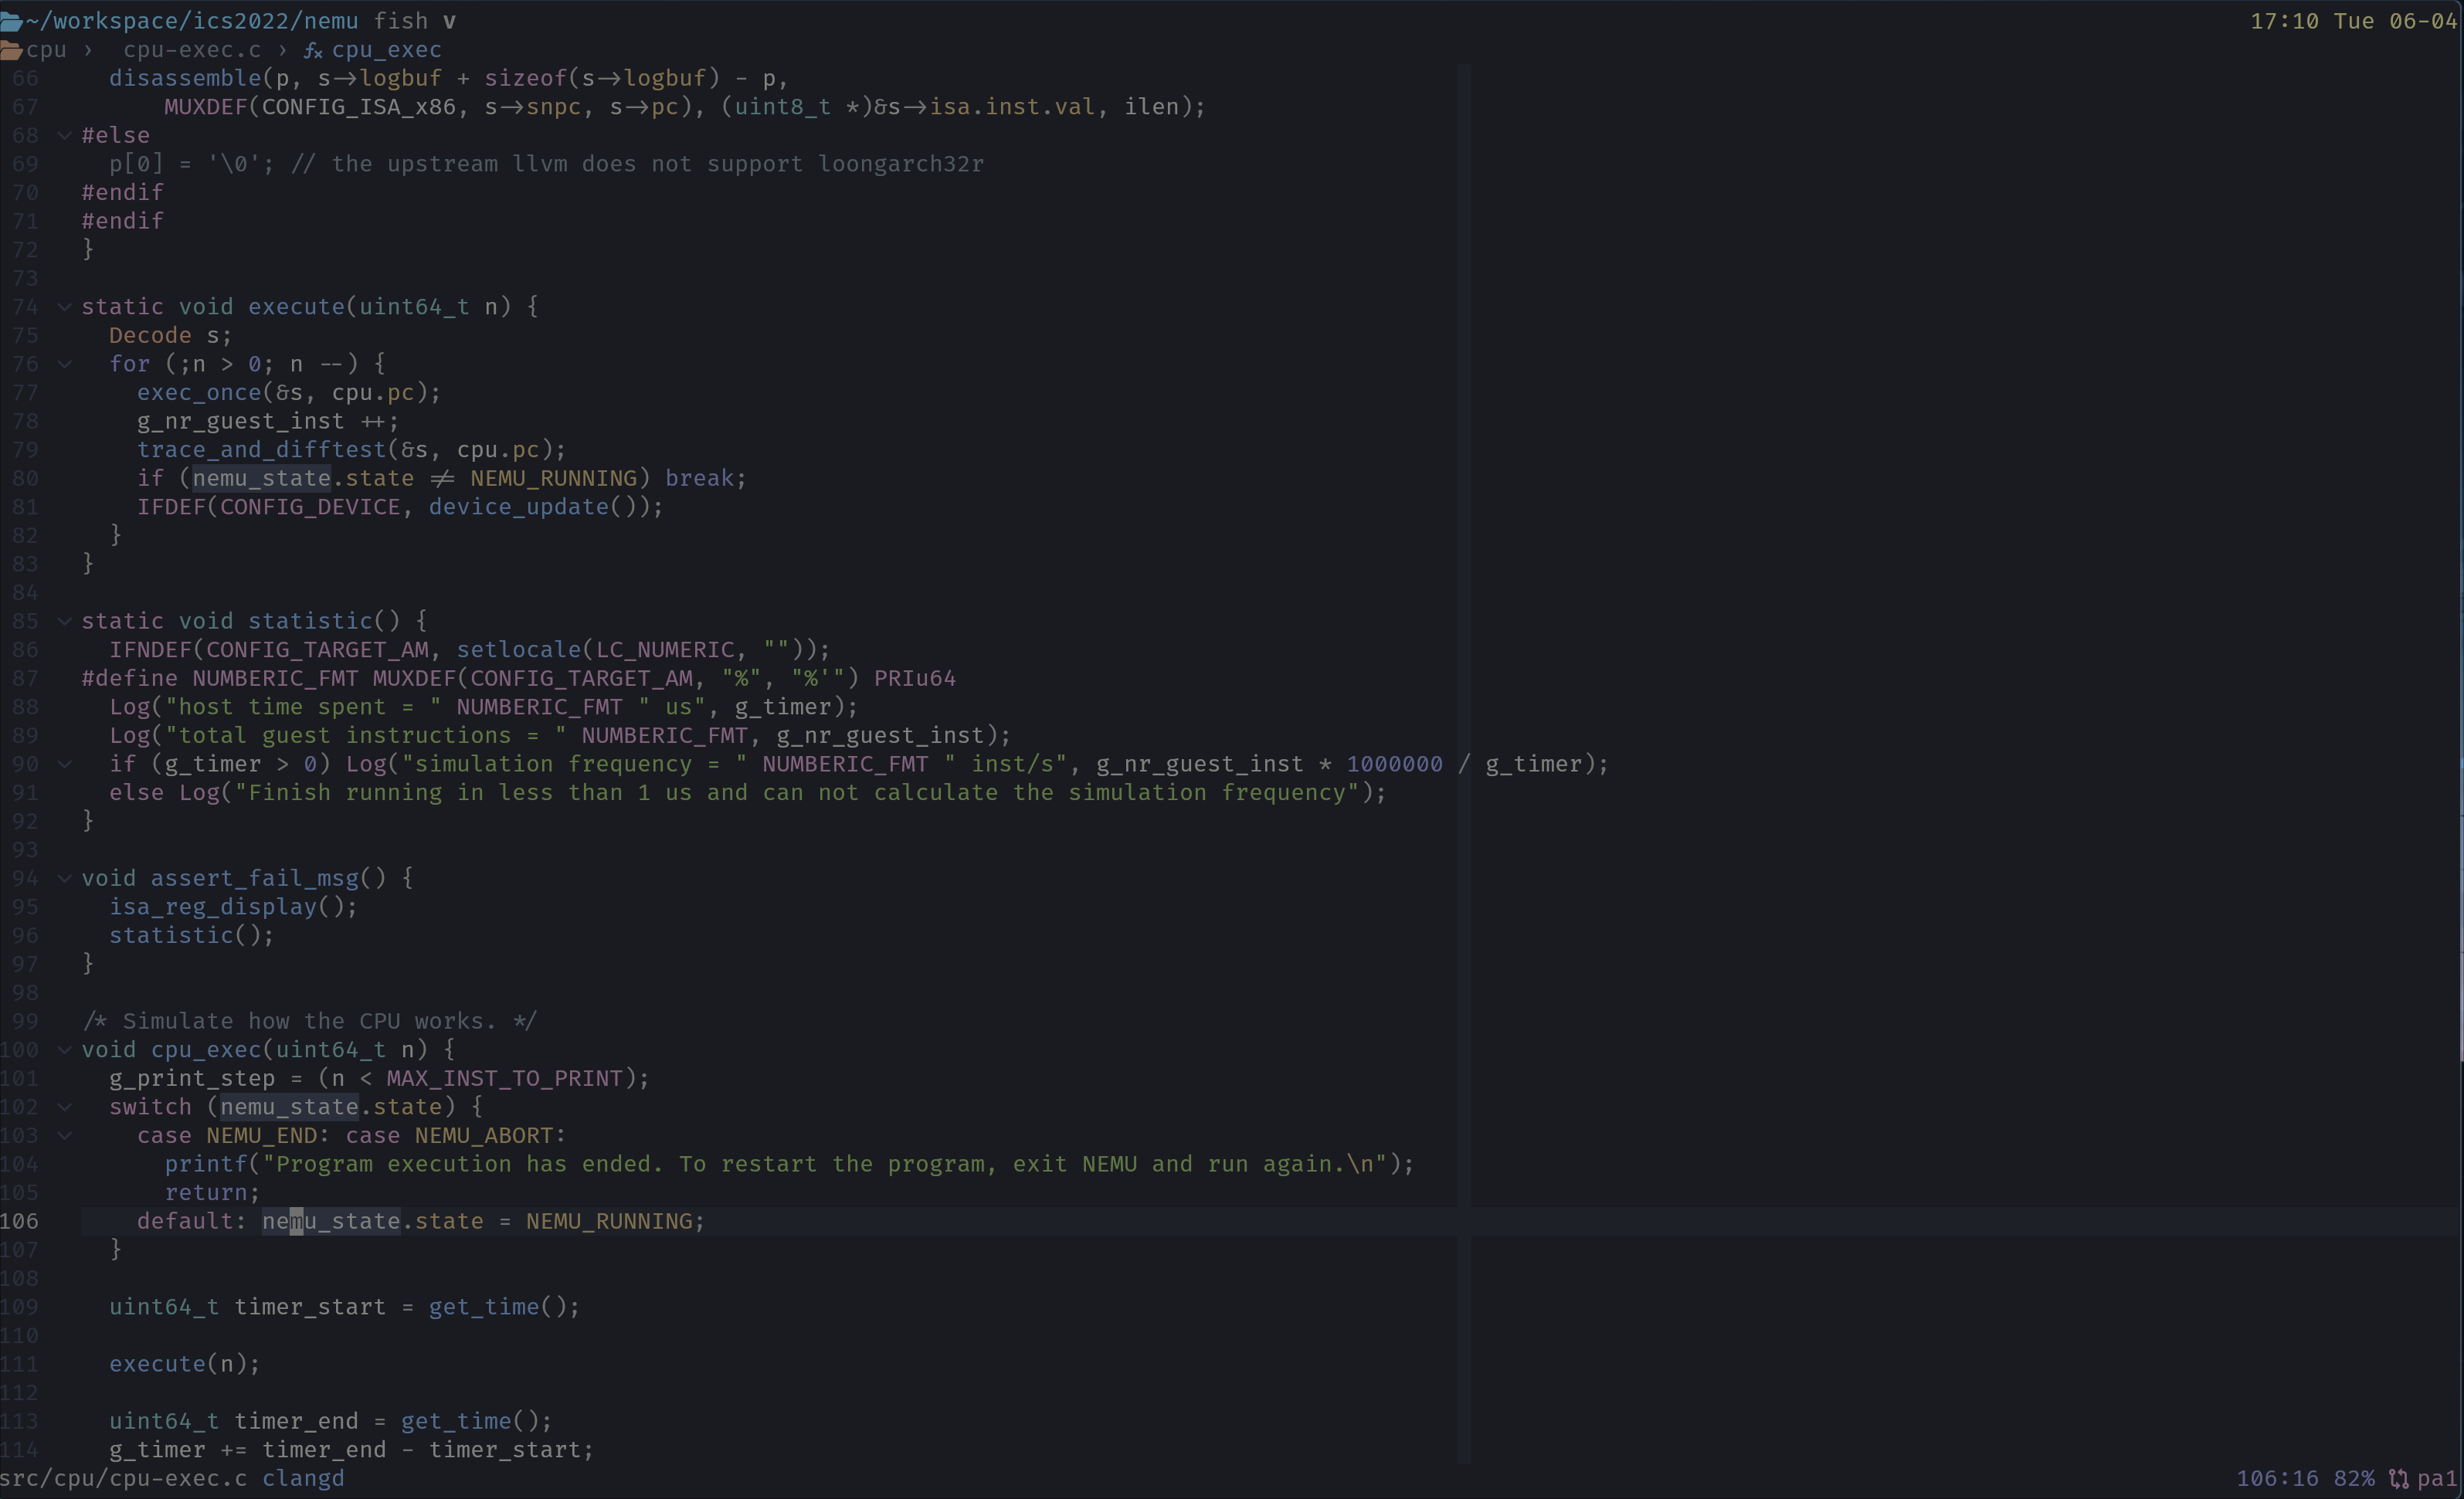 ~/workspace/ics2022/nemu fish v 17:10 Tue 06-04
cpu › cpu-exec.c › fx cpu_exec
66 disassemble(p, s->logbuf + sizeof(s->logbuf) - p,
67 MUXDEF(CONFIG_ISA_x86, s->snpc, s->pc), (uint8_t *)&s->isa.inst.val, ilen);
68 #else
69 p[0] = '\0'; // the upstream llvm does not support loongarch32r
70 #endif
71 #endif
72 }
73
74 static void execute(uint64_t n) {
75 Decode s;
76 for (;n > 0; n --) {
77 exec_once(&s, cpu.pc);
78 g_nr_guest_inst ++;
79 trace_and_difftest(&s, cpu.pc);
80 if (nemu_state.state != NEMU_RUNNING) break;
81 IFDEF(CONFIG_DEVICE, device_update());
82 }
83 }
84
85 static void statistic() {
86 IFNDEF(CONFIG_TARGET_AM, setlocale(LC_NUMERIC, ""));
87 #define NUMBERIC_FMT MUXDEF(CONFIG_TARGET_AM, "%", "%'") PRIu64
88 Log("host time spent = " NUMBERIC_FMT " us", g_timer);
89 Log("total guest instructions = " NUMBERIC_FMT, g_nr_guest_inst);
90 if (g_timer > 0) Log("simulation frequency = " NUMBERIC_FMT " inst/s", g_nr_guest_inst * 1000000 / g_timer);
91 else Log("Finish running in less than 1 us and can not calculate the simulation frequency");
92 }
93
94 void assert_fail_msg() {
95 isa_reg_display();
96 statistic();
97 }
98
99 /* Simulate how the CPU works. */
100 void cpu_exec(uint64_t n) {
101 g_print_step = (n < MAX_INST_TO_PRINT);
102 switch (nemu_state.state) {
103 case NEMU_END: case NEMU_ABORT:
104 printf("Program execution has ended. To restart the program, exit NEMU and run again.\n");
105 return;
106 default: nemu_state.state = NEMU_RUNNING;
107 }
108
109 uint64_t timer_start = get_time();
110
111 execute(n);
112
113 uint64_t timer_end = get_time();
114 g_timer += timer_end - timer_start;
src/cpu/cpu-exec.c clangd 106:16 82% pa1